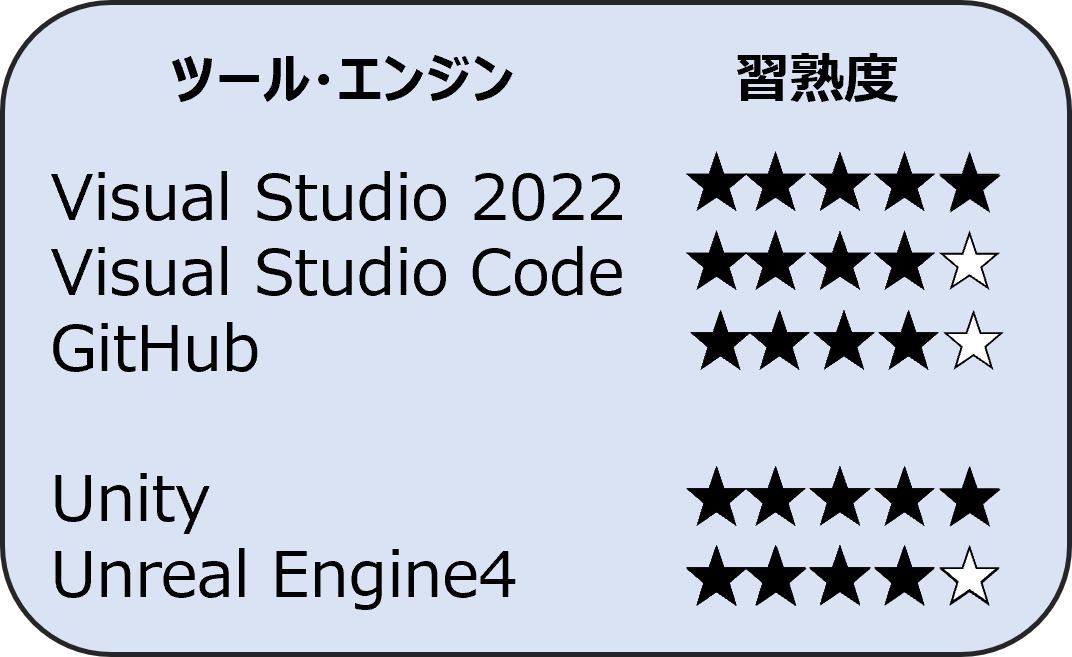 ツール・エンジン 習熟度
Visual Studio 2022 ★★★★★
Visual Studio Code ★★★★☆
GitHub ★★★★☆
Unity ★★★★★
Unreal Engine4 ★★★★☆